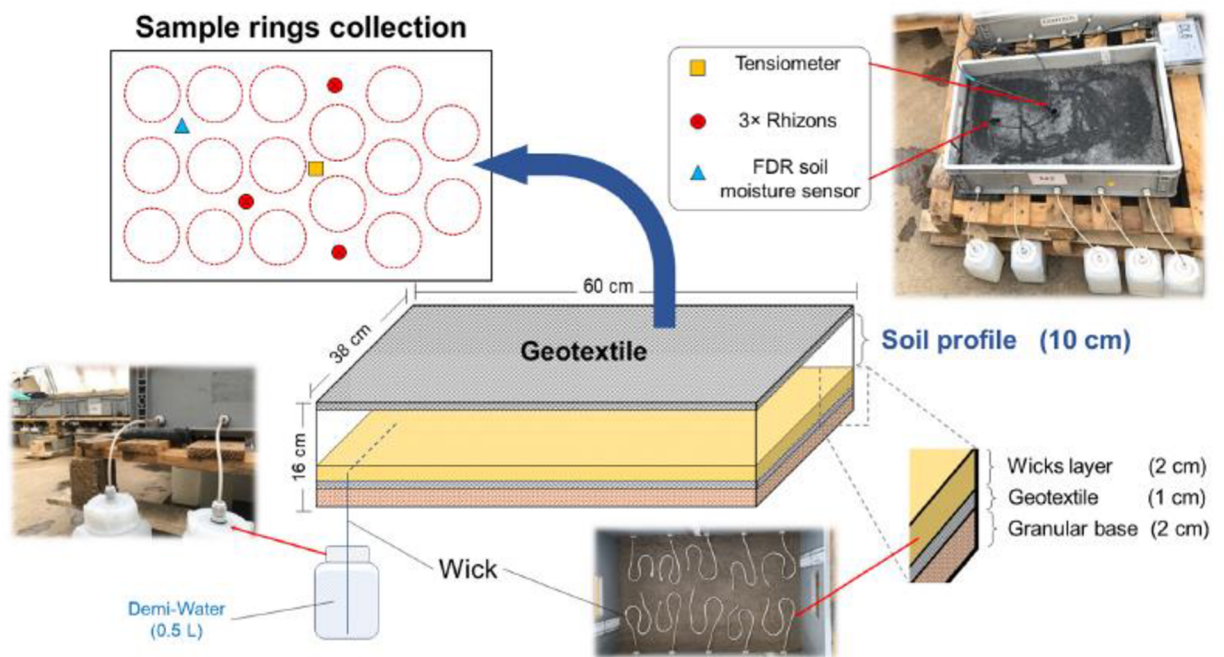 Sample rings collection
Tensiometer
3× Rhizons
FDR soil
moisture sensor
60 cm
38 cm
Geotextile
Soil profile (10 cm)
16 cm
Wicks layer (2 cm)
Geotextile (1 cm)
Granular base (2 cm)
Wick
Demi-Water
(0.5 L)